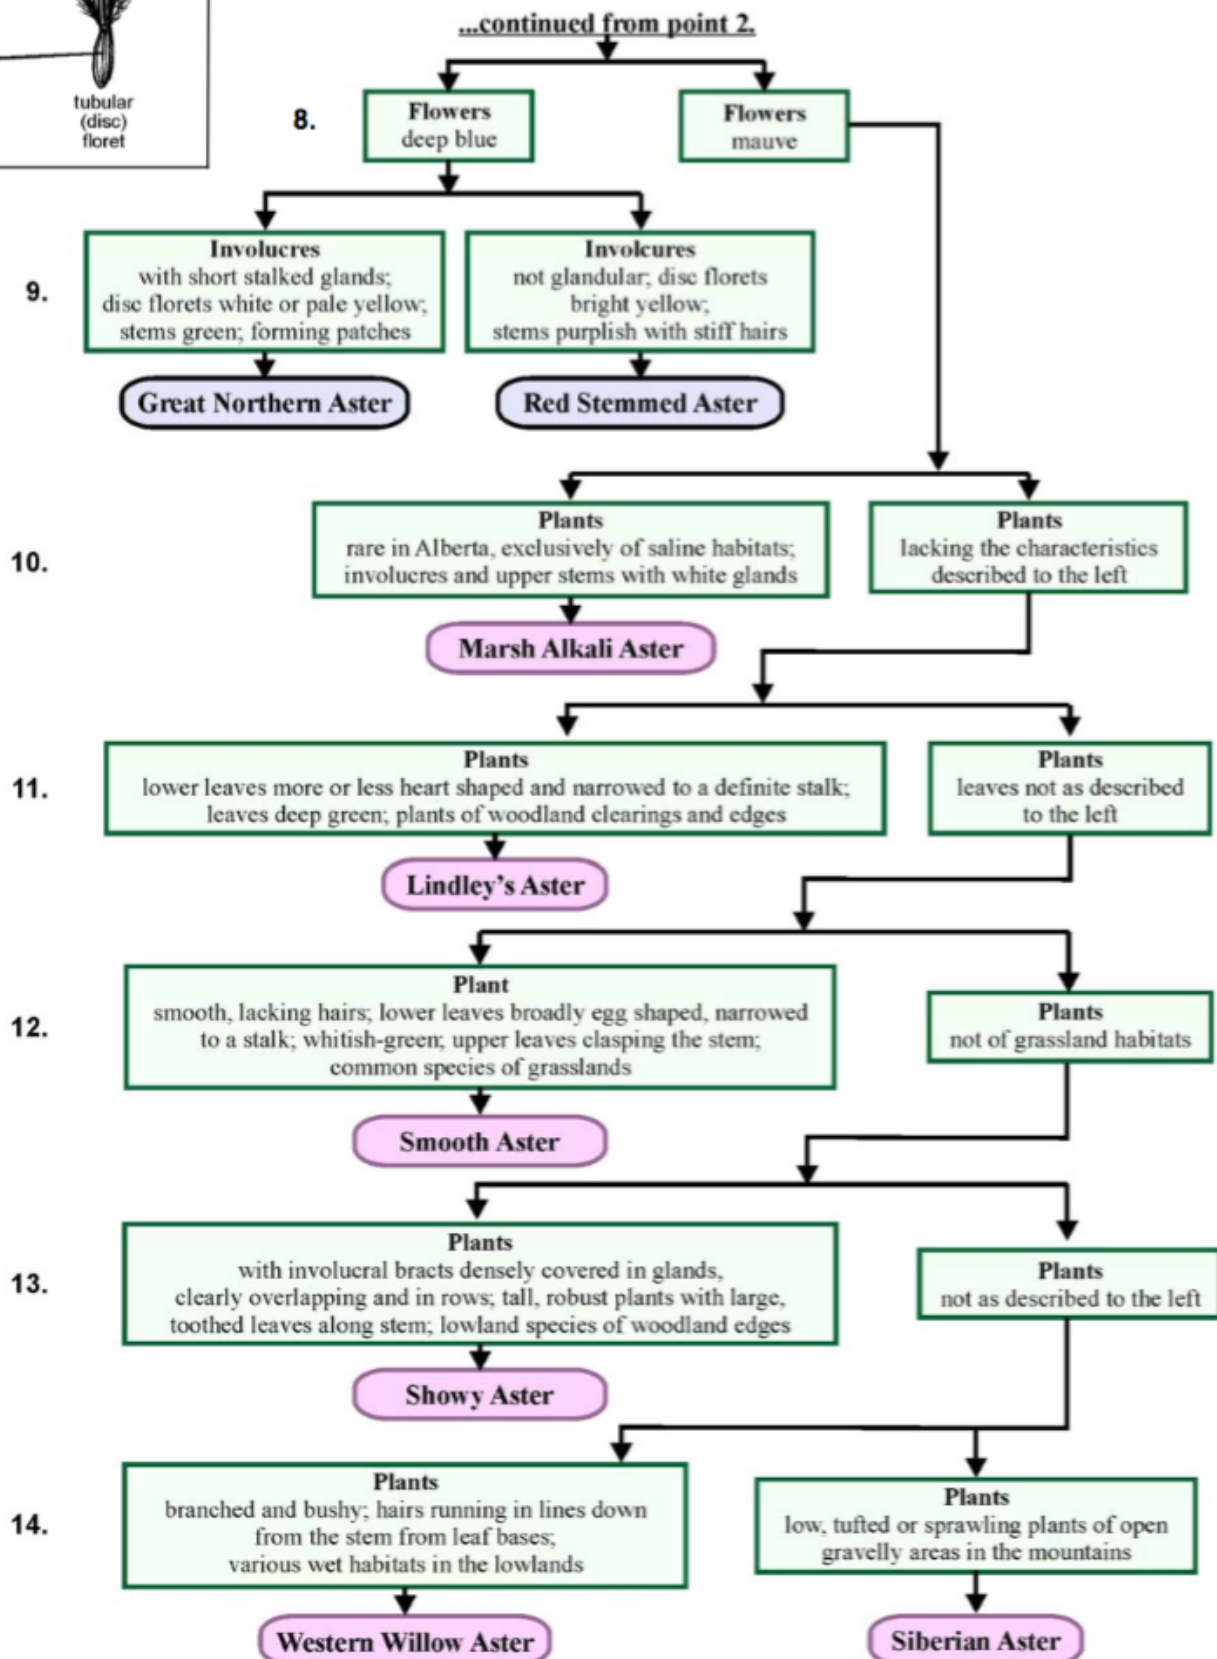 tubular
(disc)
floret
...continued from point 2.
8.
Flowers
deep blue
Flowers
mauve
9.
Involucres
with short stalked glands;
disc florets white or pale yellow;
stems green; forming patches
Involcures
not glandular; disc florets
bright yellow;
stems purplish with stiff hairs
Great Northern Aster
Red Stemmed Aster
10.
Plants
rare in Alberta, exclusively of saline habitats;
involucres and upper stems with white glands
Plants
lacking the characteristics
described to the left
Marsh Alkali Aster
11.
Plants
lower leaves more or less heart shaped and narrowed to a definite stalk;
leaves deep green; plants of woodland clearings and edges
Plants
leaves not as described
to the left
Lindley's Aster
12.
Plant
smooth, lacking hairs; lower leaves broadly egg shaped, narrowed
to a stalk; whitish-green; upper leaves clasping the stem;
common species of grasslands
Plants
not of grassland habitats
Smooth Aster
13.
Plants
with involucral bracts densely covered in glands,
clearly overlapping and in rows; tall, robust plants with large,
toothed leaves along stem; lowland species of woodland edges
Plants
not as described to the left
Showy Aster
14.
Plants
branched and bushy; hairs running in lines down
from the stem from leaf bases;
various wet habitats in the lowlands
Plants
low, tufted or sprawling plants of open
gravelly areas in the mountains
Western Willow Aster
Siberian Aster